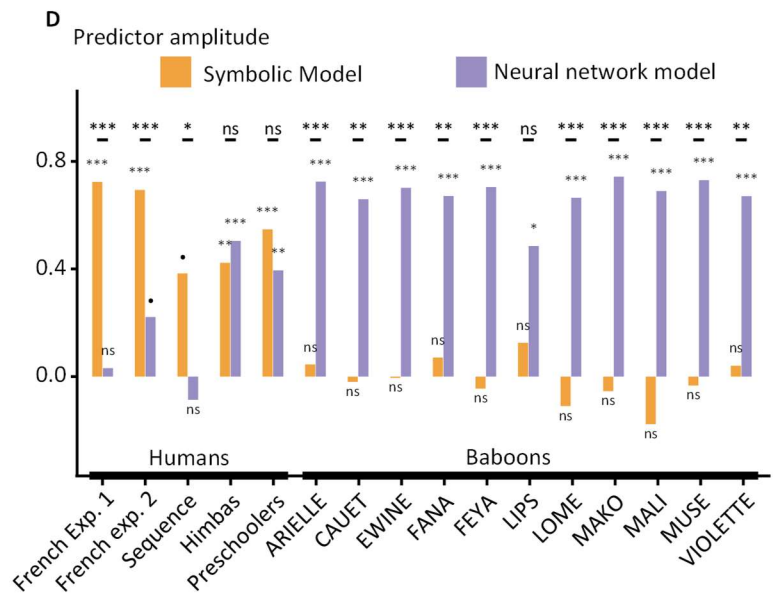 D
Predictor amplitude
Symbolic Model Neural network model
*** *** * ns ns *** ** *** ** *** ns *** *** *** *** **
0.8
0.4
0.0
*** ns
*** •
• ns
** ***
*** **
ns ***
ns ***
ns ***
ns ***
ns ***
ns *
ns ***
ns ***
ns ***
ns ***
ns ***
Humans Baboons
French Exp. 1
French exp. 2
Sequence
Himbas
Preschoolers
ARIELLE
CAUET
EWINE
FANA
FEYA
LIPS
LOME
MAKO
MALI
MUSE
VIOLETTE